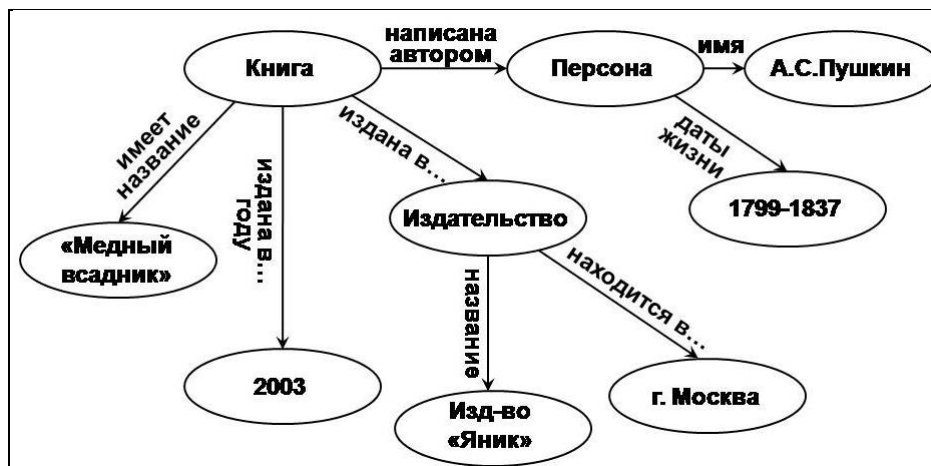 написана
автором
имя
Книга
Персона
А.С.Пушкин
имеет
название
издана в...
году
издана в...
даты
жизни
Издательство
1799-1837
«Медный
всадник»
название
находится в...
2003
Изд-во
«Яник»
г. Москва